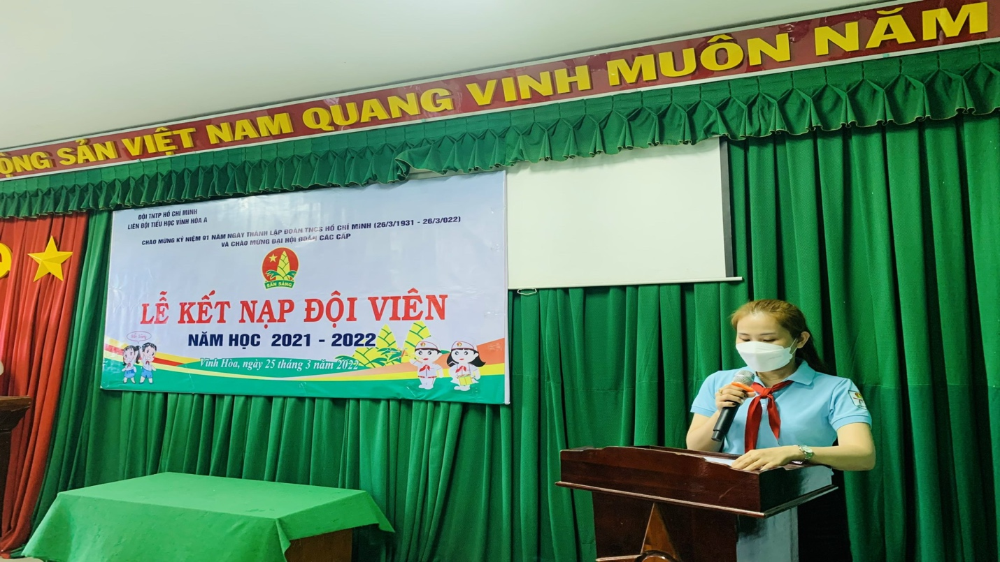 ỘNG SẢN VIỆT NAM QUANG VINH MUÔN NĂM
ĐỘI TNTP HỒ CHÍ MINH
LIÊN ĐỘI TIỂU HỌC VĨNH HÒA A
CHÀO MỪNG KỶ NIỆM 91 NĂM NGÀY THÀNH LẬP ĐOÀN TNCS HỒ CHÍ MINH (26/3/1931 - 26/3/022)
VÀ CHÀO MỪNG ĐẠI HỘI ĐOÀN CÁC CẤP
SẴN SÀNG
LỄ KẾT NẠP ĐỘI VIÊN
NĂM HỌC 2021 - 2022
Vĩnh Hòa, ngày 25 tháng 3 năm 2022